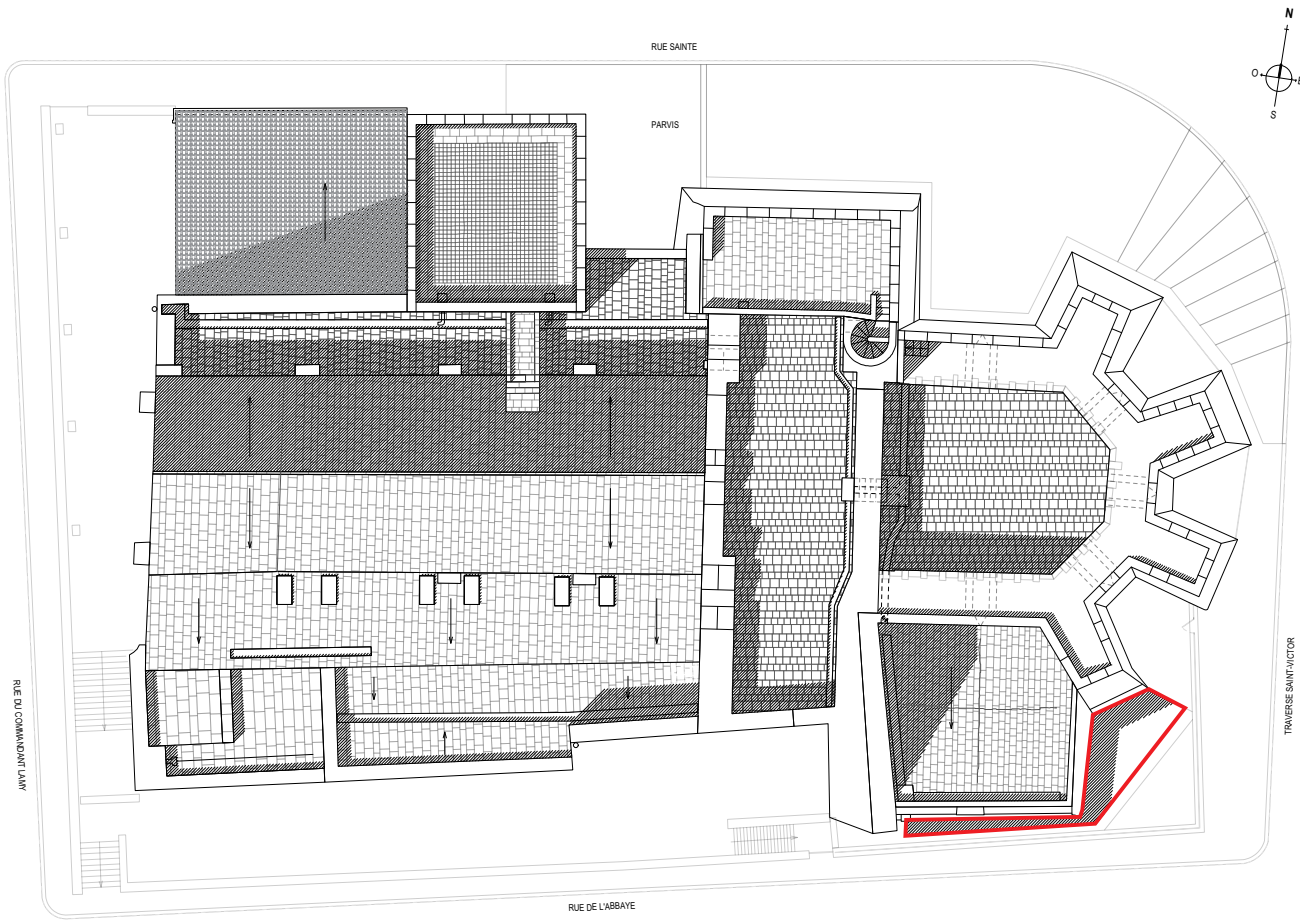 N
RUE SAINTE
O
E
S
PARVIS
RUE DU COMMANDANT LAMY
TRAVERSE SAINT-VICTOR
RUE DE L'ABBAYE